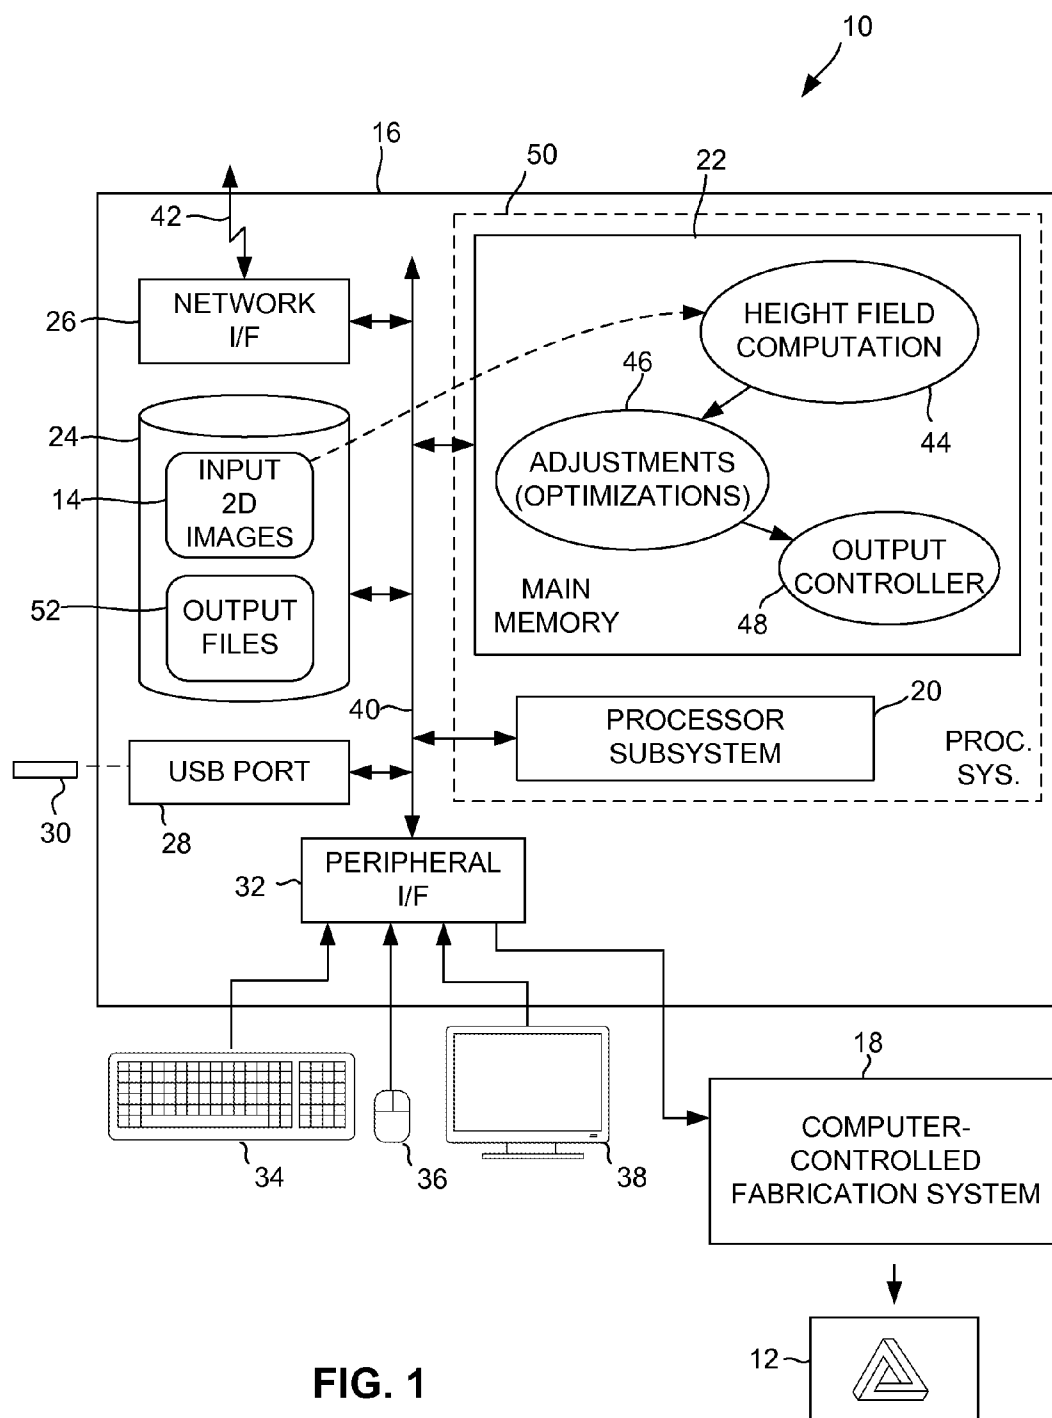 10
16
50
22
42
NETWORK
I/F
26
HEIGHT FIELD
COMPUTATION
44
46
24
INPUT
2D
IMAGES
14
ADJUSTMENTS
(OPTIMIZATIONS)
OUTPUT
CONTROLLER
48
MAIN
MEMORY
52
OUTPUT
FILES
40
20
PROCESSOR
SUBSYSTEM
PROC.
SYS.
USB PORT
30
28
PERIPHERAL
I/F
32
34
36
38
18
COMPUTER-
CONTROLLED
FABRICATION SYSTEM
12
FIG. 1